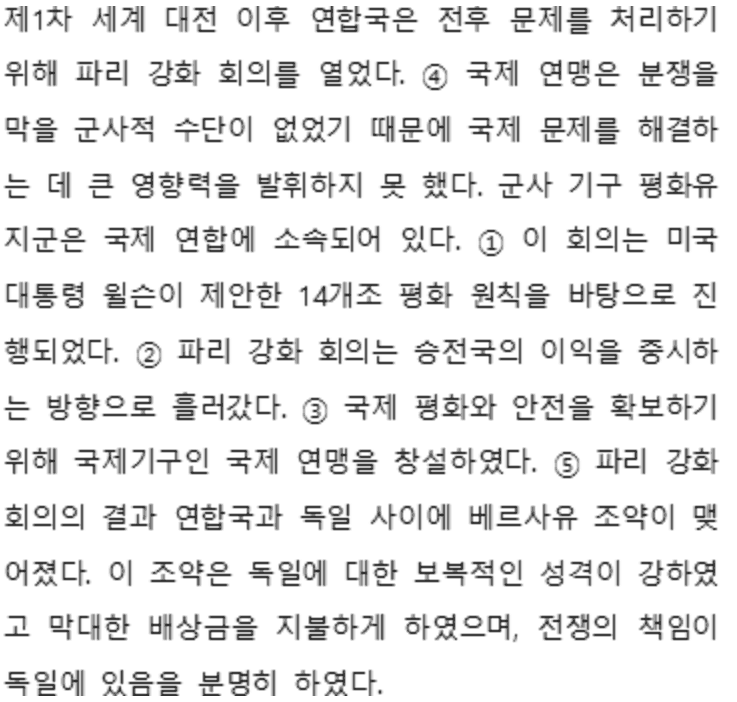 제1차 세계 대전 이후 연합국은 전후 문제를 처리하기
위해 파리 강화 회의를 열었다. ④ 국제 연맹은 분쟁을
막을 군사적 수단이 없었기 때문에 국제 문제를 해결하
는 데 큰 영향력을 발휘하지 못 했다. 군사 기구 평화유
지군은 국제 연합에 소속되어 있다. ① 이 회의는 미국
대통령 윌슨이 제안한 14개조 평화 원칙을 바탕으로 진
행되었다. ② 파리 강화 회의는 승전국의 이익을 중시하
는 방향으로 흘러갔다. ③ 국제 평화와 안전을 확보하기
위해 국제기구인 국제 연맹을 창설하였다. ⑤ 파리 강화
회의의 결과 연합국과 독일 사이에 베르사유 조약이 맺
어졌다. 이 조약은 독일에 대한 보복적인 성격이 강하였
고 막대한 배상금을 지불하게 하였으며, 전쟁의 책임이
독일에 있음을 분명히 하였다.